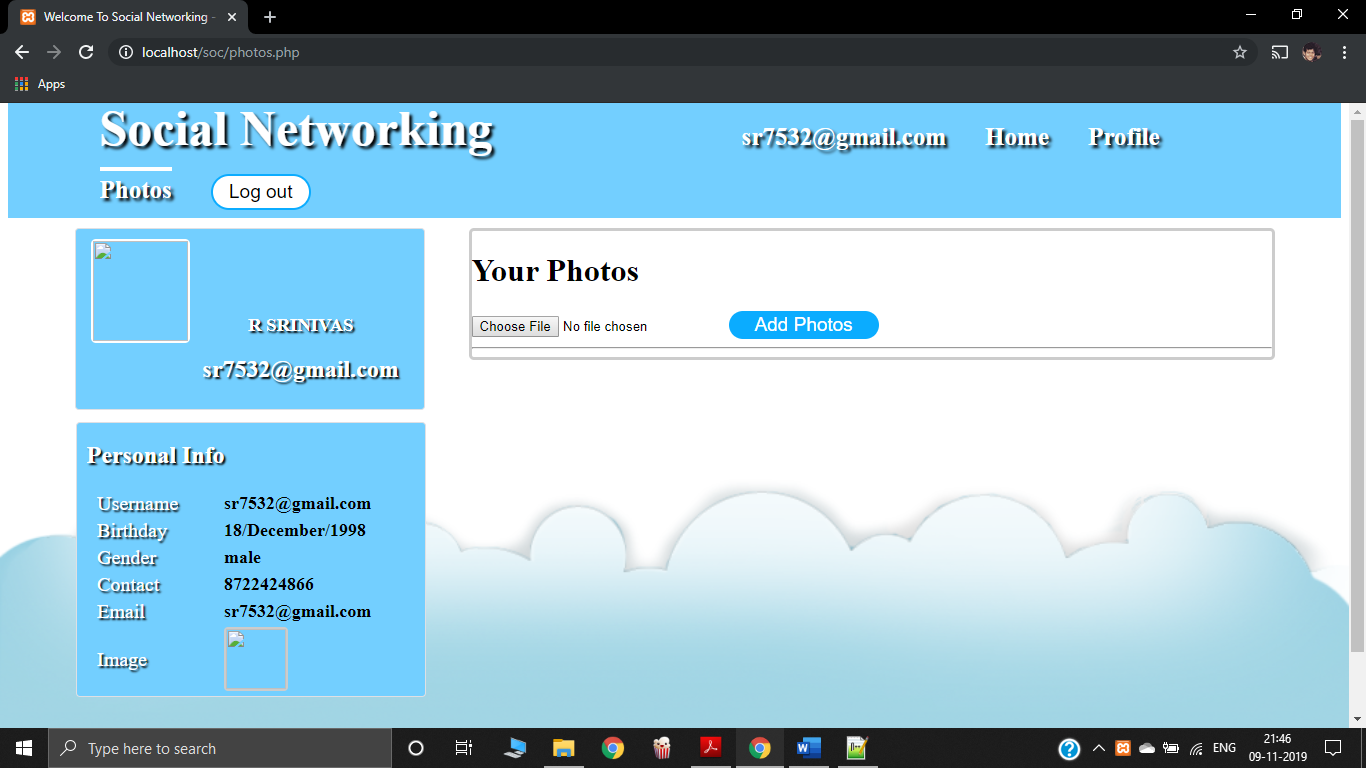 Welcome To Social Networking -
localhost/soc/photos.php
Apps
Social Networking
sr7532@gmail.com Home Profile
Photos Log out
R SRINIVAS
sr7532@gmail.com
Your Photos
Choose File No file chosen Add Photos
Personal Info
Username sr7532@gmail.com
Birthday 18/December/1998
Gender male
Contact 8722424866
Email sr7532@gmail.com
Image
Type here to search
ENG
21:46
09-11-2019